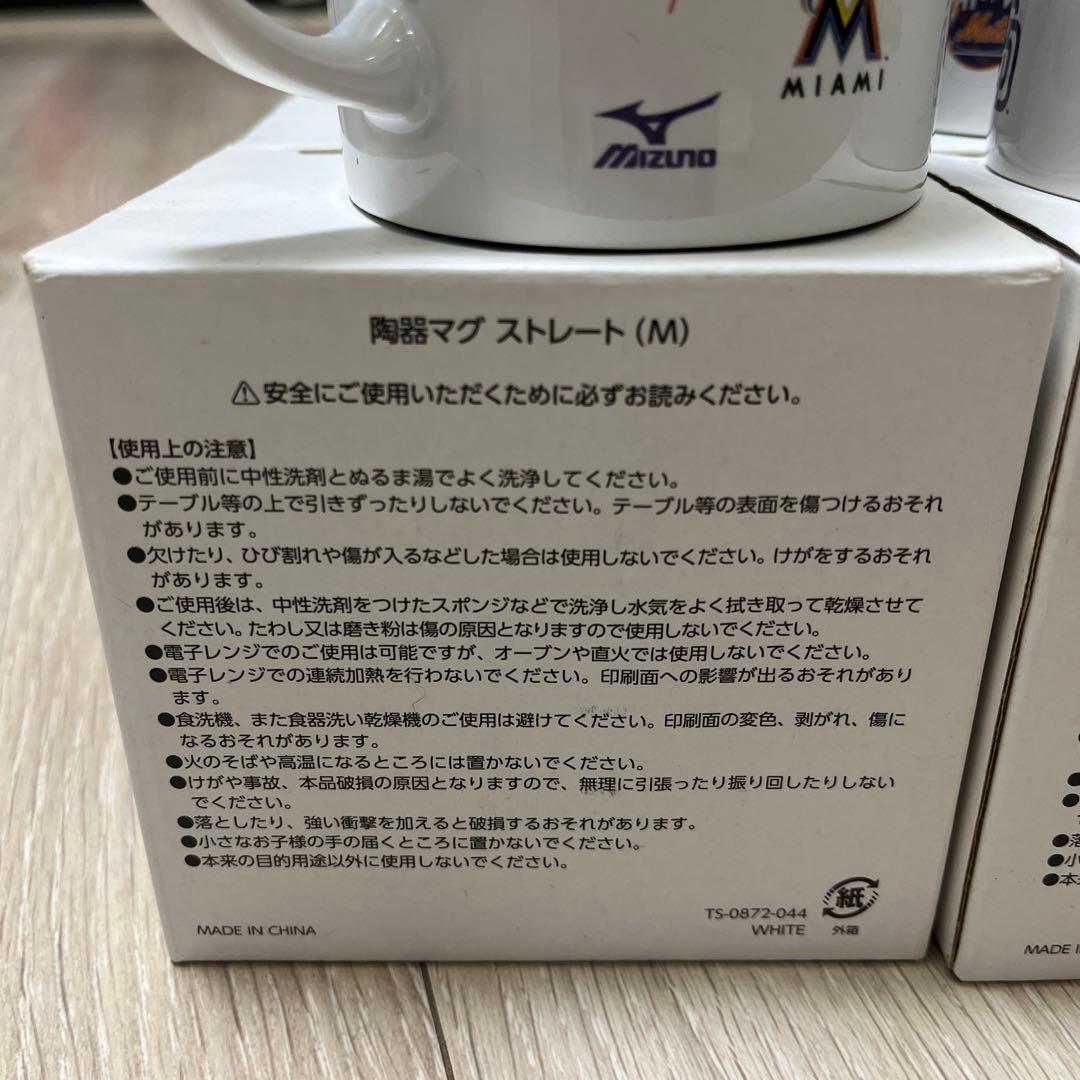 MIAMI
Mets
MIZUNO
陶器マグ ストレート(M)
⚠安全にご使用いただくために必ずお読みください。
【使用上の注意】
●ご使用前に中性洗剤とぬるま湯でよく洗浄してください。
●テーブル等の上で引きずったりしないでください。テーブル等の表面を傷つけるおそれ
があります。
●欠けたり、ひび割れや傷が入るなどした場合は使用しないでください。けがをするおそれ
があります。
●ご使用後は、中性洗剤をつけたスポンジなどで洗浄し水気をよく拭き取って乾燥させて
ください。たわし又は磨き粉は傷の原因となりますので使用しないでください。
●電子レンジでのご使用は可能ですが、オーブンや直火では使用しないでください。
●電子レンジでの連続加熱を行わないでください。印刷面への影響が出るおそれがあり
ます。
●食洗機、また食器洗い乾燥機のご使用は避けてください。印刷面の変色、剥がれ、傷に
なるおそれがあります。
●火のそばや高温になるところには置かないでください。
●けがや事故、本品破損の原因となりますので、無理に引張ったり振り回したりしない
でください。
●落としたり、強い衝撃を加えると破損するおそれがあります。
●小さなお子様の手の届くところに置かないでください。
●本来の目的用途以外に使用しないでください。
TS-0872-044
WHITE
紙
外箱
MADE IN CHINA
●落
●小
●本
MADE